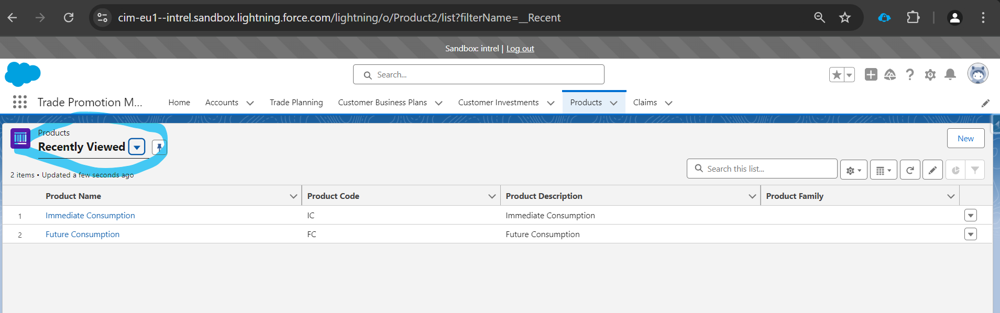 cim-eu1--intrel.sandbox.lightning.force.com/lightning/o/Product2/list?filterName=__Recent
Sandbox: intrel | Log out
Search...
Trade Promotion M... Home Accounts Trade Planning Customer Business Plans Customer Investments Products Claims
Products
Recently Viewed
New
2 items • Updated a few seconds ago
Search this list...
Product Name Product Code Product Description Product Family
1 Immediate Consumption IC Immediate Consumption
2 Future Consumption FC Future Consumption